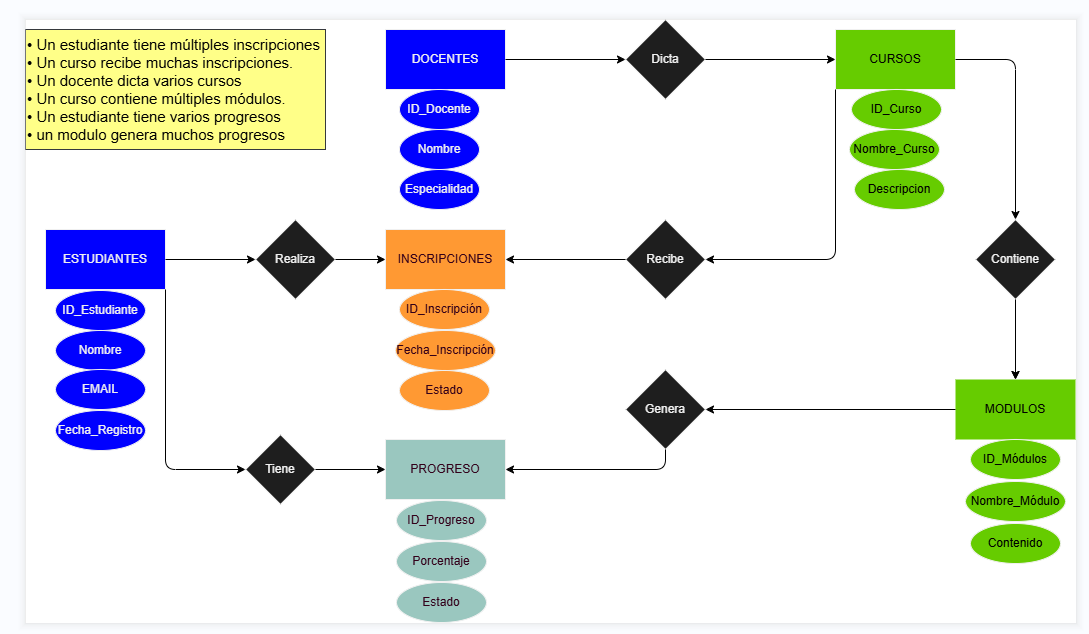 • Un estudiante tiene múltiples inscripciones
• Un curso recibe muchas inscripciones.
• Un docente dicta varios cursos
• Un curso contiene múltiples módulos.
• Un estudiante tiene varios progresos
• un modulo genera muchos progresos
DOCENTES
ID_Docente
Nombre
Especialidad
Dicta
CURSOS
ID_Curso
Nombre_Curso
Descripcion
ESTUDIANTES
ID_Estudiante
Nombre
EMAIL
Fecha_Registro
Realiza
INSCRIPCIONES
ID_Inscripción
Fecha_Inscripción
Estado
Recibe
Contiene
Tiene
PROGRESO
ID_Progreso
Porcentaje
Estado
Genera
MODULOS
ID_Módulos
Nombre_Módulo
Contenido